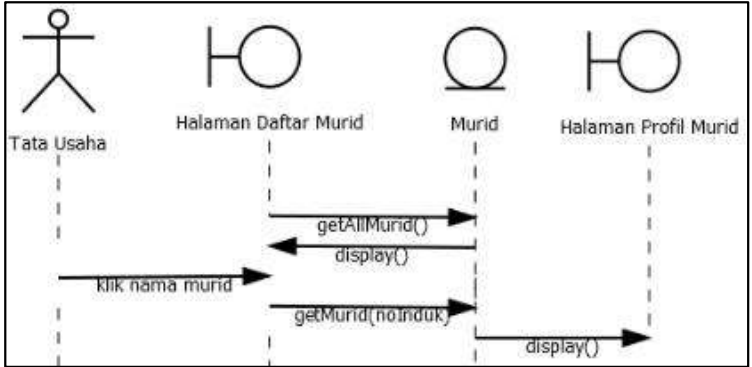 Tata Usaha
Halaman Daftar Murid
Murid
Halaman Profil Murid
getAllMurid()
display()
klik nama murid
getMurid(noInduk)
display()